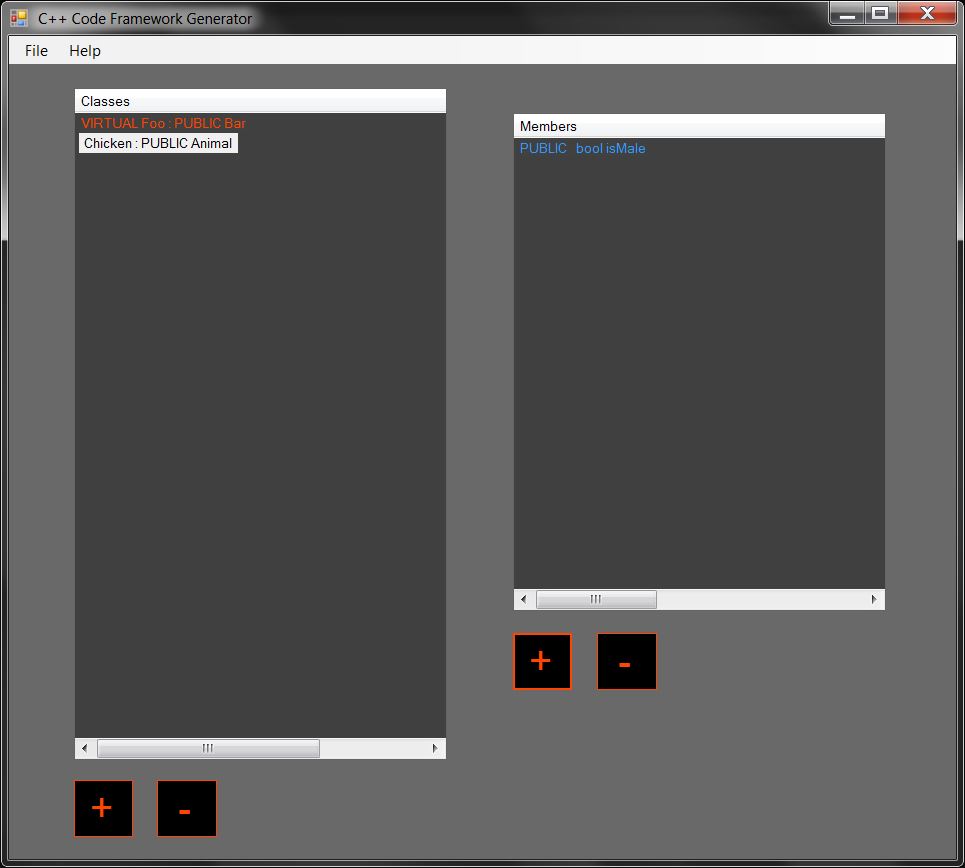 C++ Code Framework Generator
File Help
Classes
VIRTUAL Foo : PUBLIC Bar
Chicken : PUBLIC Animal
Members
PUBLIC bool isMale
+ -
+ -